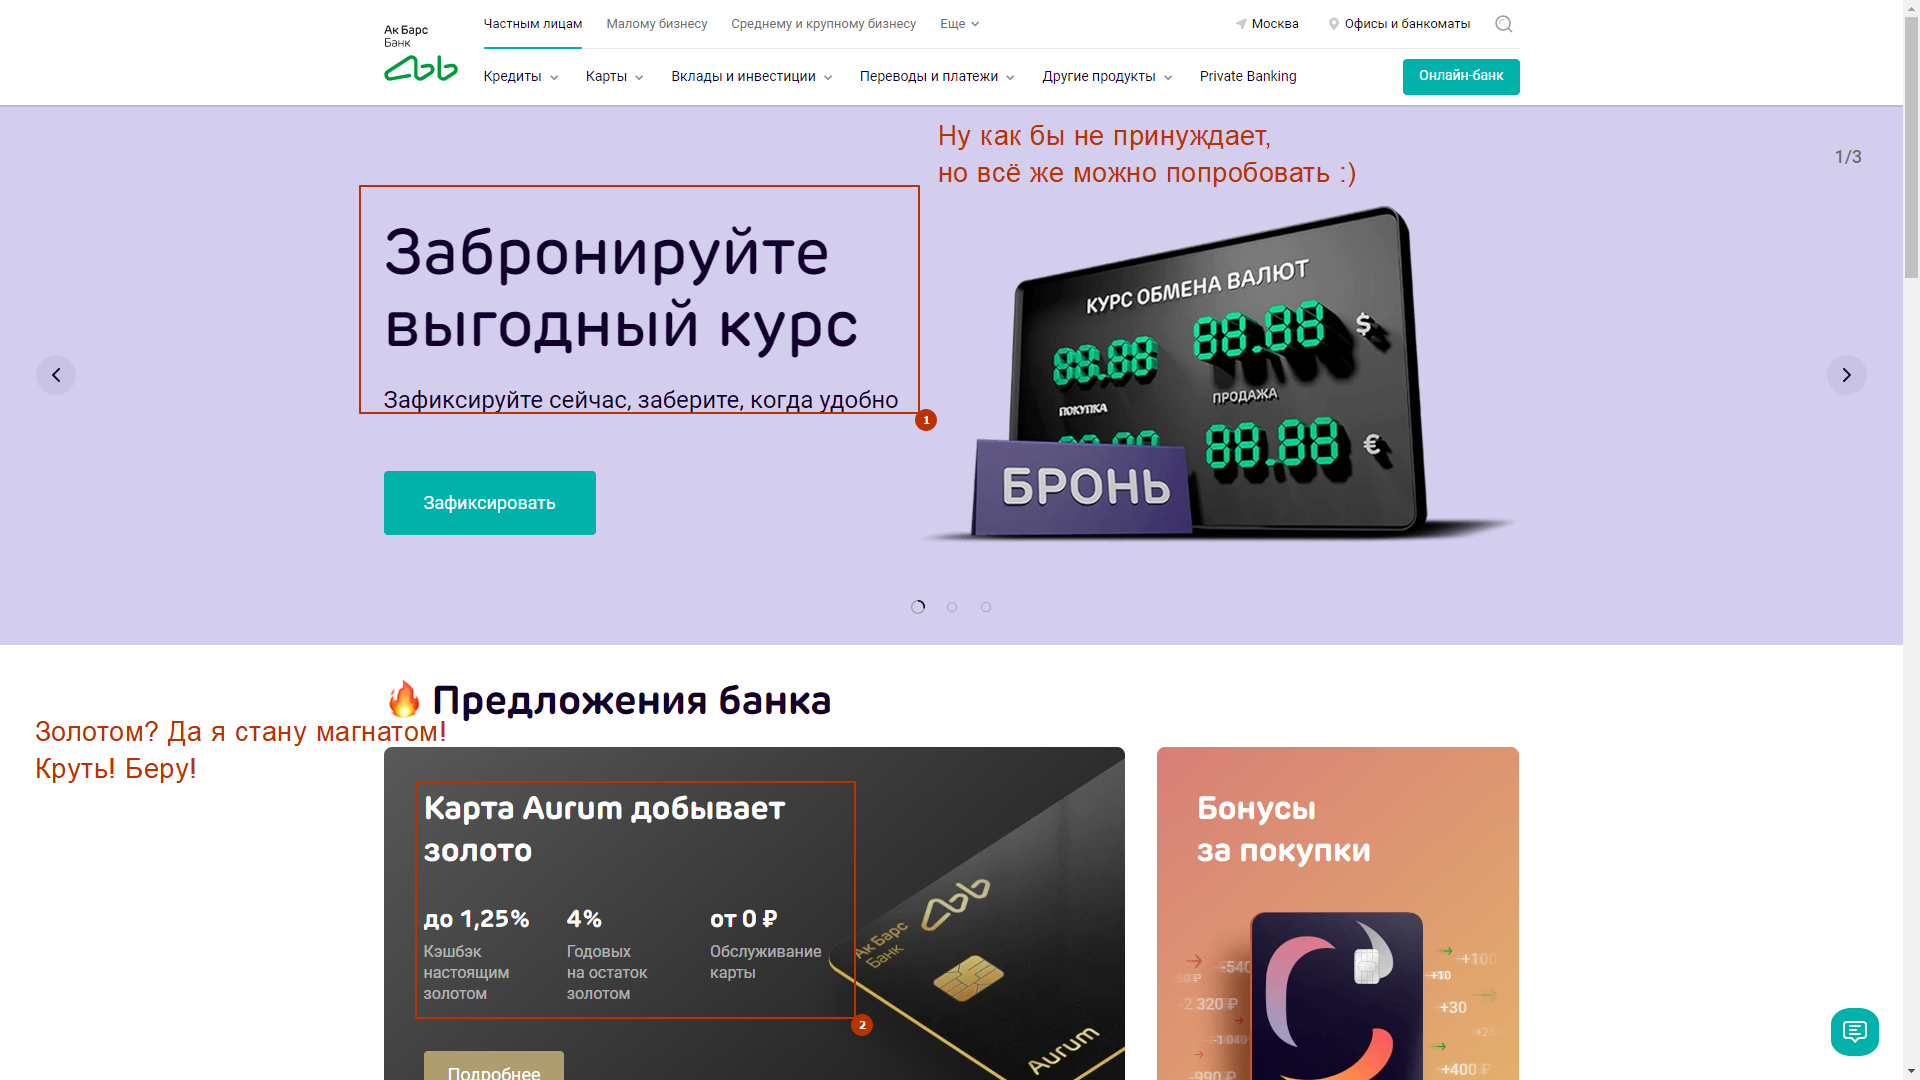 Ак Барс
Банк
Частным лицам
Малому бизнесу
Среднему и крупному бизнесу
Еще
Москва
Офисы и банкоматы
Кредиты
Карты
Вклады и инвестиции
Переводы и платежи
Другие продукты
Private Banking
Онлайн-банк
Ну как бы не принуждает,
но всё же можно попробовать :)
1/3
Забронируйте
выгодный курс
Зафиксируйте сейчас, заберите, когда удобно
1
Зафиксировать
КУРС ОБМЕНА ВАЛЮТ
88.88 88.88 $
ПОКУПКА ПРОДАЖА
88.88 88.88 €
БРОНЬ
Предложения банка
Золотом? Да я стану магнатом!
Круть! Беру!
Карта Aurum добывает
золото
до 1,25%
Кэшбэк
настоящим
золотом
4%
Годовых
на остаток
золотом
от 0 ₽
Обслуживание
карты
2
Подробнее
Ак Барс
Банк
Aurum
Бонусы
за покупки
-540
-50 ₽
-2 320 ₽
-1 040
-990 ₽
+100
+10
+30
+400 ₽